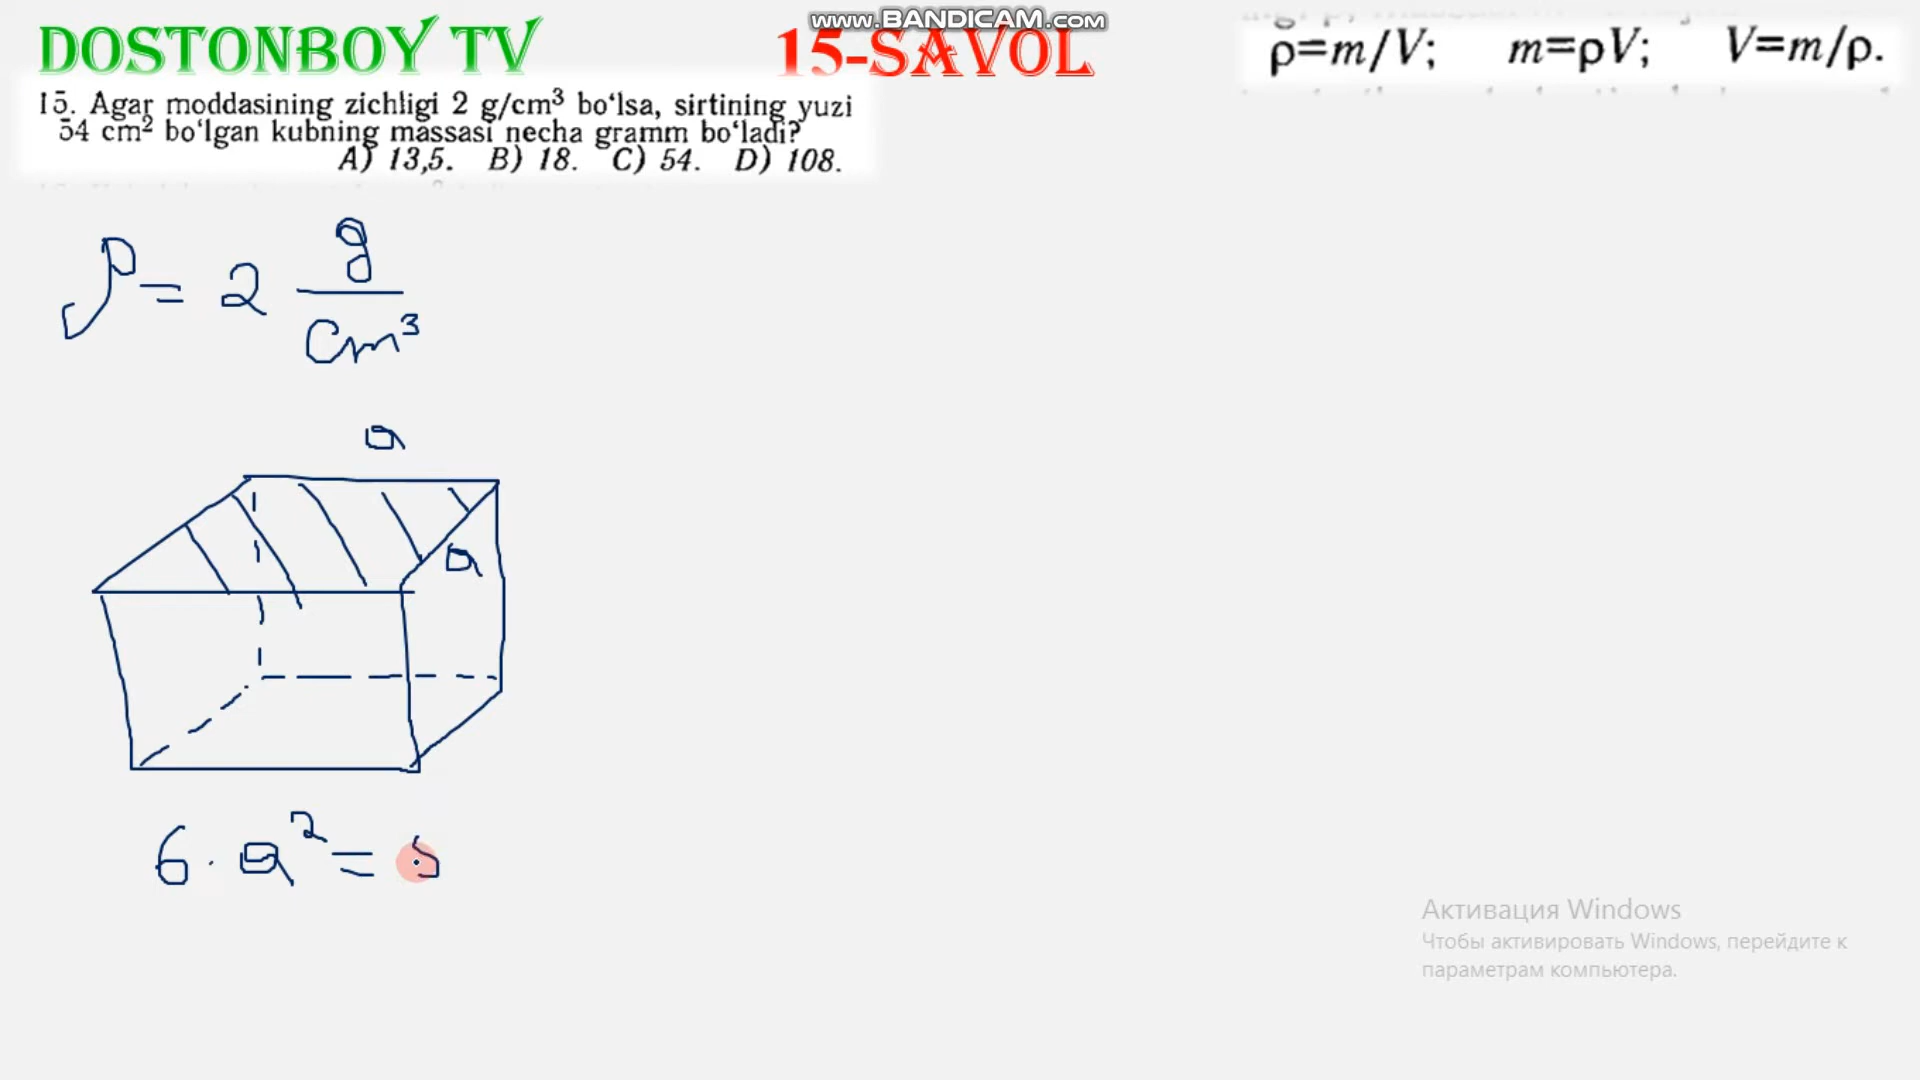 www.BANDICAM.com
DOSTONBOY TV
15-SAVOL
ρ=m/V; m=ρV; V=m/ρ.
15. Agar moddasining zichligi 2 g/cm³ bo‘lsa, sirtining yuzi
54 cm² bo‘lgan kubning massasi necha gramm bo‘ladi?
A) 13,5. B) 18. C) 54. D) 108.
ρ = 2 g/cm³
a
a
6 · a² = 5
Активация Windows
Чтобы активировать Windows, перейдите к
параметрам компьютера.